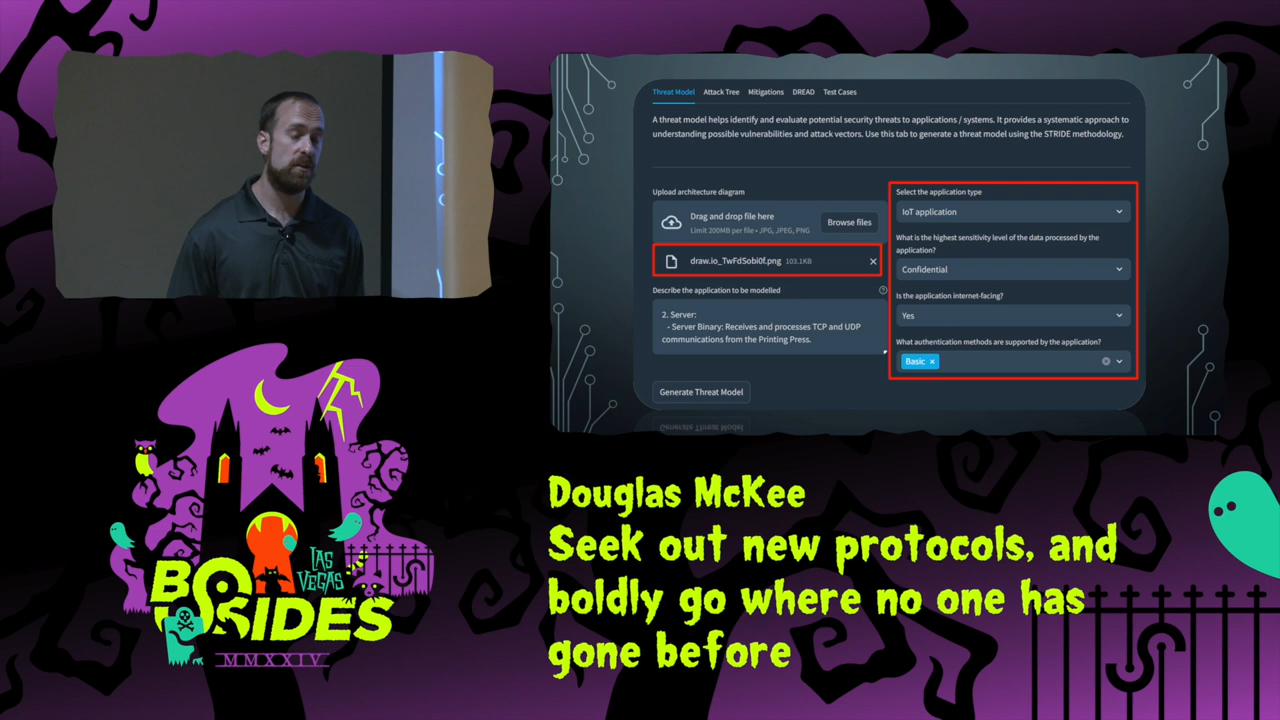 Threat Model Attack Tree Mitigations DREAD Test Cases
A threat model helps identify and evaluate potential security threats to applications / systems. It provides a systematic approach to
understanding possible vulnerabilities and attack vectors. Use this tab to generate a threat model using the STRIDE methodology.
Upload architecture diagram
Drag and drop file here
Limit 200MB per file • JPG, JPEG, PNG
Browse files
draw.io_TwFdSobi0f.png 103.1KB
Describe the application to be modelled
2. Server:
- Server Binary: Receives and processes TCP and UDP
communications from the Printing Press.
Generate Threat Model
Select the application type
IoT application
What is the highest sensitivity level of the data processed by the
application?
Confidential
Is the application internet-facing?
Yes
What authentication methods are supported by the application?
Basic
Generate Threat Model
LAS
VEGAS
BSIDES
MMXXIV
Douglas McKee
Seek out new protocols, and
boldly go where no one has
gone before